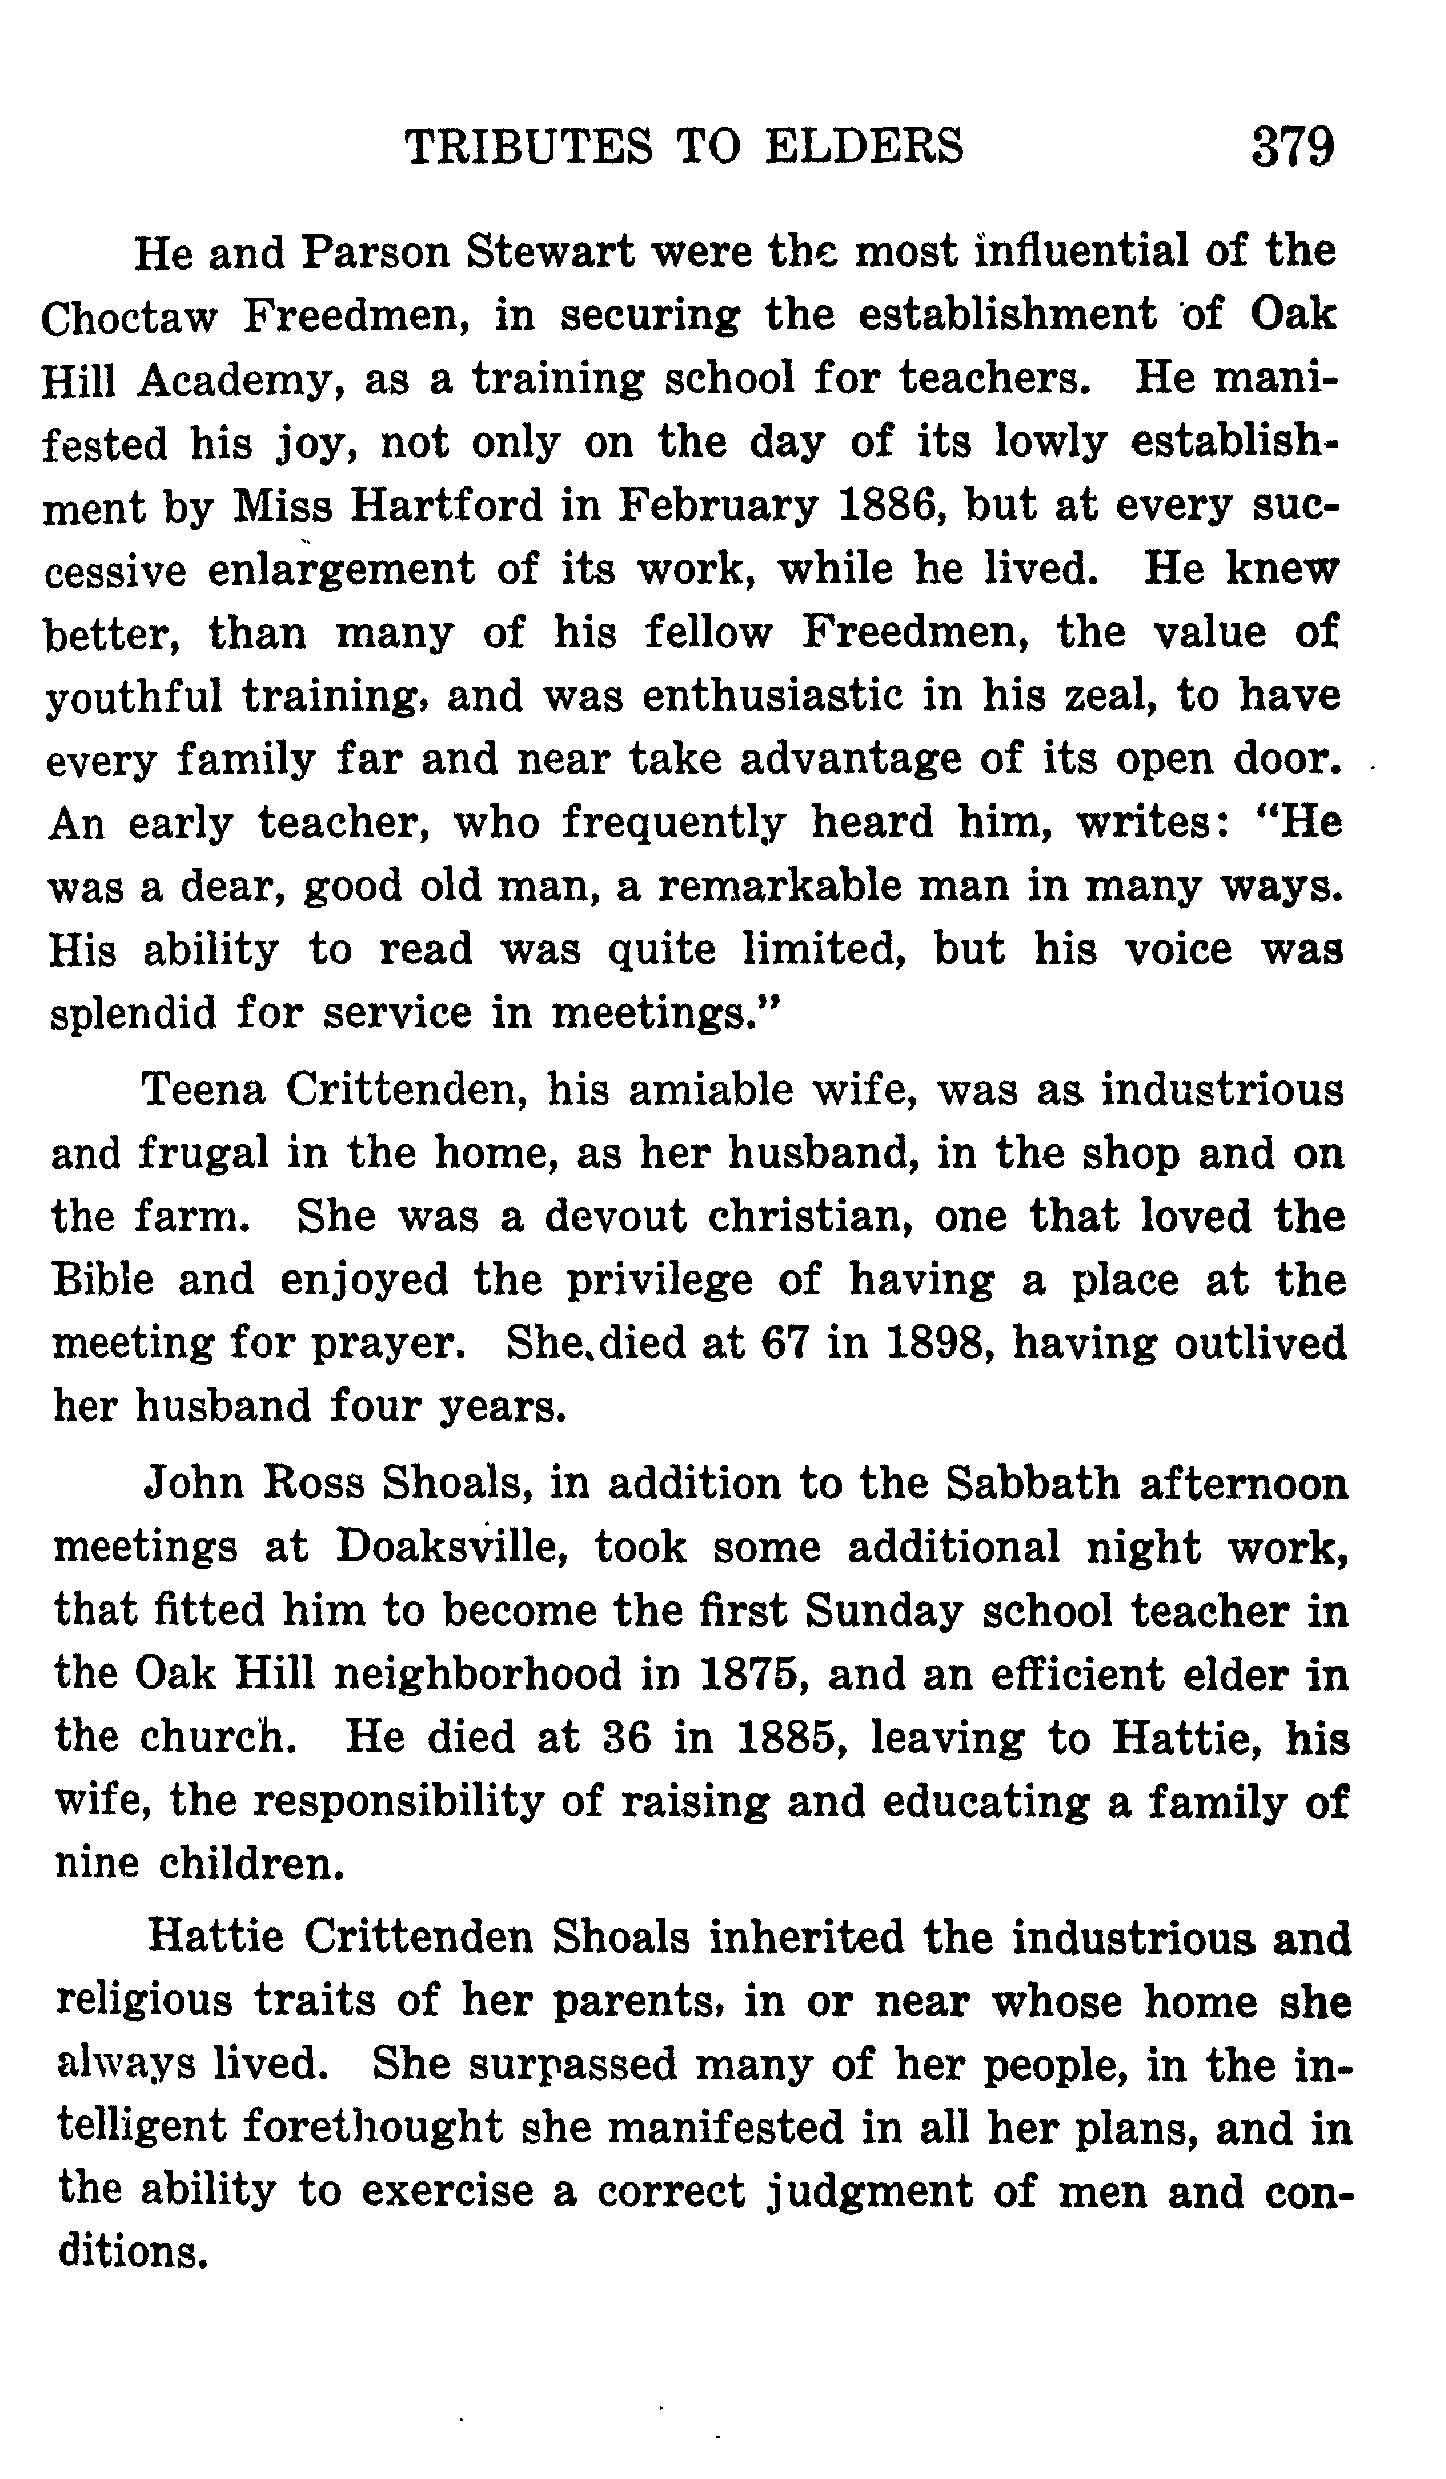 TRIBUTES TO ELDERS 379
He and Parson Stewart were the most influential of the
Choctaw Freedmen, in securing the establishment of Oak
Hill Academy, as a training school for teachers. He mani-
fested his joy, not only on the day of its lowly establish-
ment by Miss Hartford in February 1886, but at every suc-
cessive enlargement of its work, while he lived. He knew
better, than many of his fellow Freedmen, the value of
youthful training, and was enthusiastic in his zeal, to have
every family far and near take advantage of its open door.
An early teacher, who frequently heard him, writes: "He
was a dear, good old man, a remarkable man in many ways.
His ability to read was quite limited, but his voice was
splendid for service in meetings."
Teena Crittenden, his amiable wife, was as industrious
and frugal in the home, as her husband, in the shop and on
the farm. She was a devout christian, one that loved the
Bible and enjoyed the privilege of having a place at the
meeting for prayer. She died at 67 in 1898, having outlived
her husband four years.
John Ross Shoals, in addition to the Sabbath afternoon
meetings at Doaksville, took some additional night work,
that fitted him to become the first Sunday school teacher in
the Oak Hill neighborhood in 1875, and an efficient elder in
the church. He died at 36 in 1885, leaving to Hattie, his
wife, the responsibility of raising and educating a family of
nine children.
Hattie Crittenden Shoals inherited the industrious and
religious traits of her parents, in or near whose home she
always lived. She surpassed many of her people, in the in-
telligent forethought she manifested in all her plans, and in
the ability to exercise a correct judgment of men and con-
ditions.